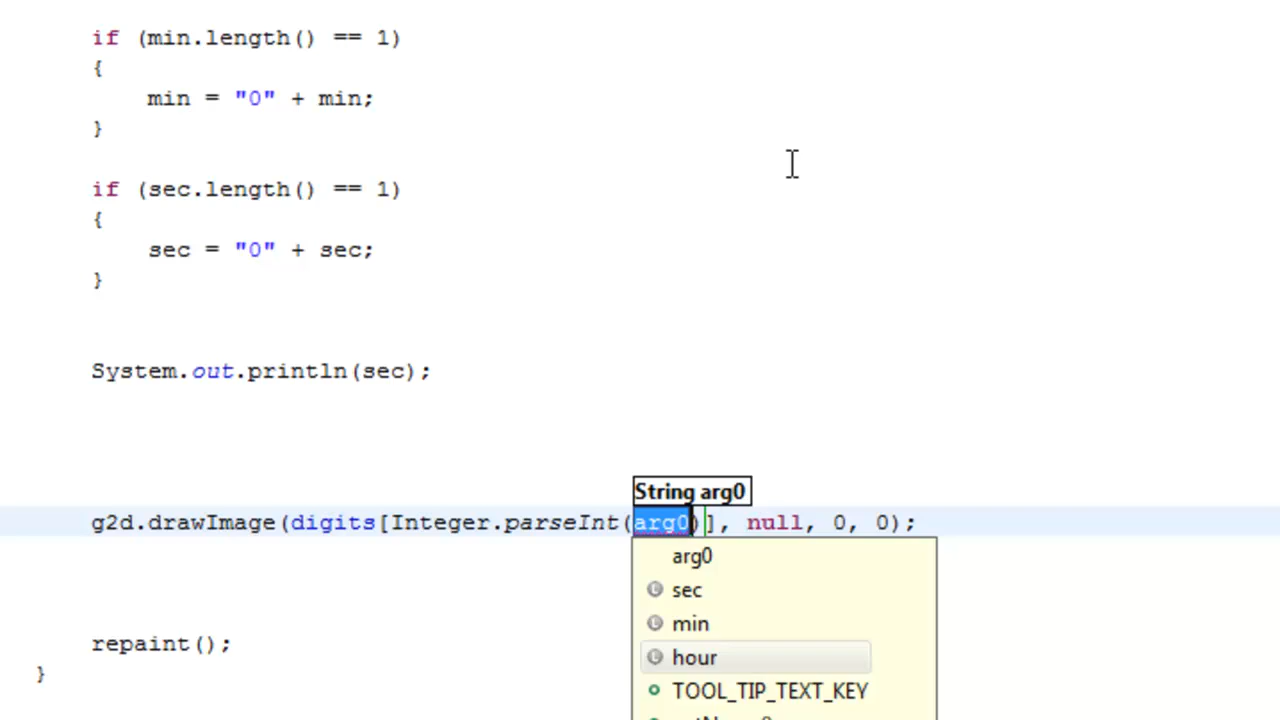 if (min.length() == 1)
{
min = "0" + min;
}
if (sec.length() == 1)
{
sec = "0" + sec;
}
System.out.println(sec);
String arg0
g2d.drawImage(digits[Integer.parseInt(arg0)], null, 0, 0);
arg0
sec
min
hour
TOOL_TIP_TEXT_KEY
repaint();
}